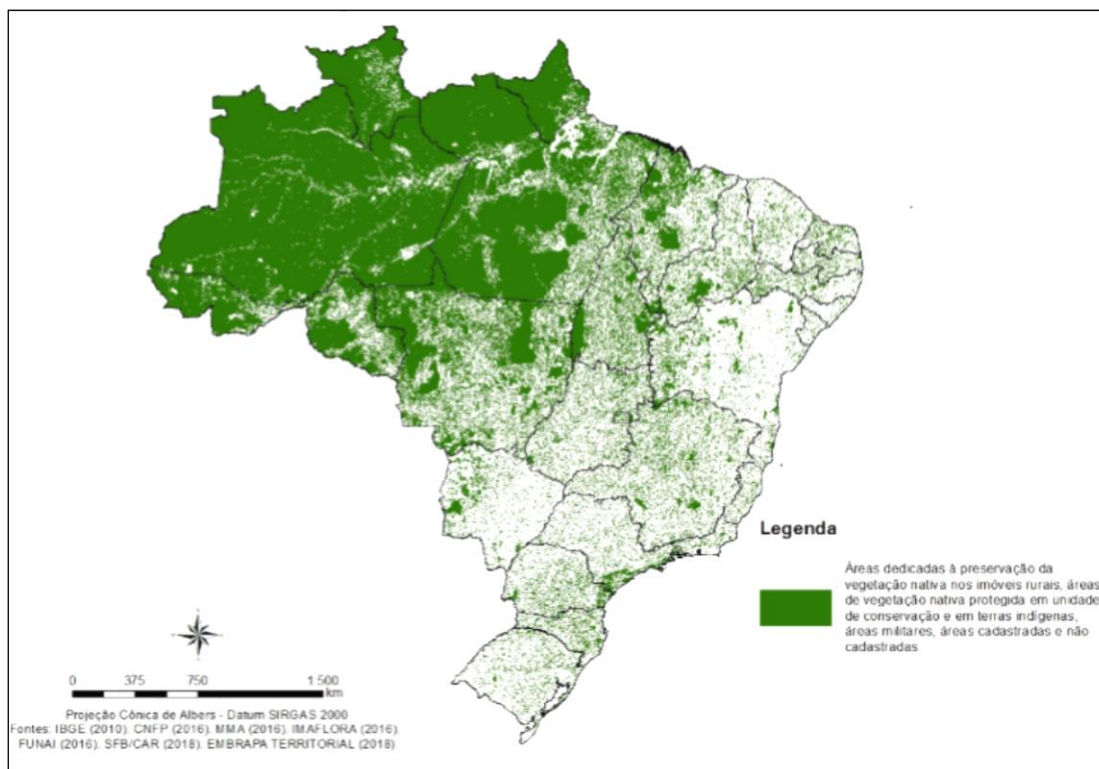 Legenda
Áreas dedicadas à preservação da
vegetação nativa nos imóveis rurais, áreas
de vegetação nativa protegida em unidade
de conservação e em terras indígenas,
áreas militares, áreas cadastradas e não
cadastradas
0 375 750 1 500
km
Projeção Cônica de Albers - Datum SIRGAS 2000
Fontes: IBGE (2010). CNFP (2016). MMA (2016). IMAFLORA (2016).
FUNAI (2016). SFB/CAR (2018). EMBRAPA TERRITORIAL (2018)